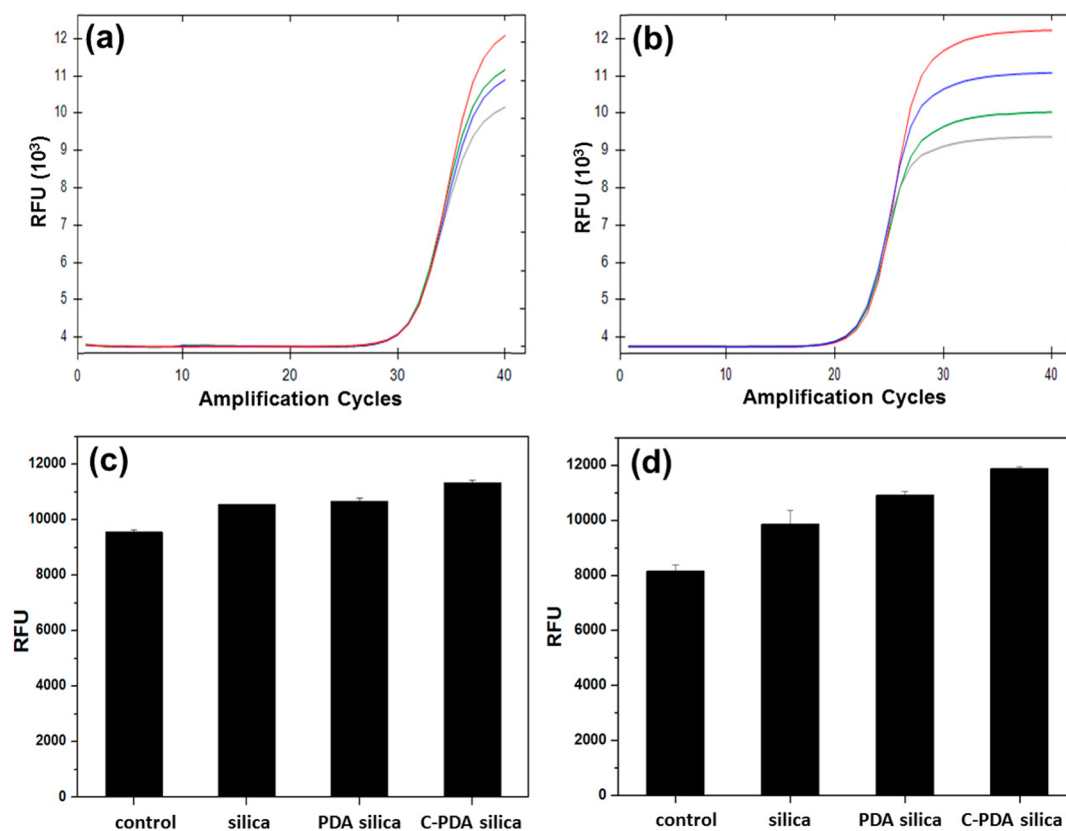 (a)
12
11
10
9
8
7
6
5
4
RFU (10³)
0 10 20 30 40
Amplification Cycles
(b)
12
11
10
9
8
7
6
5
4
RFU (10³)
0 10 20 30 40
Amplification Cycles
(c)
12000
10000
8000
6000
4000
2000
0
RFU
control silica PDA silica C-PDA silica
(d)
12000
10000
8000
6000
4000
2000
0
RFU
control silica PDA silica C-PDA silica